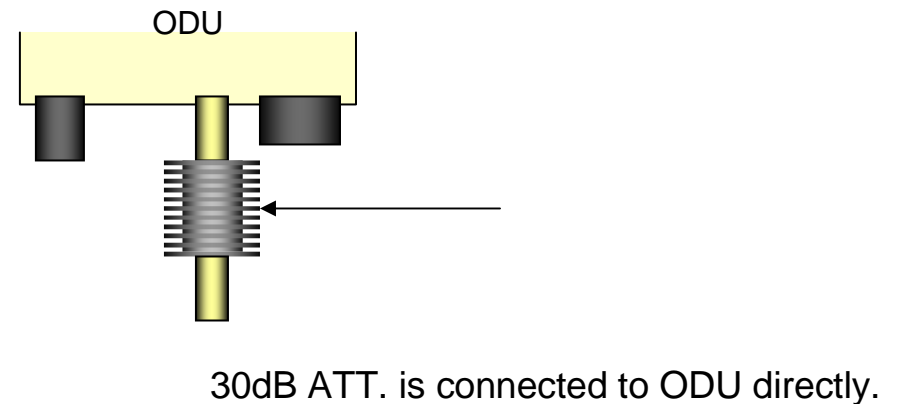 ODU
30dB ATT. is connected to ODU directly.